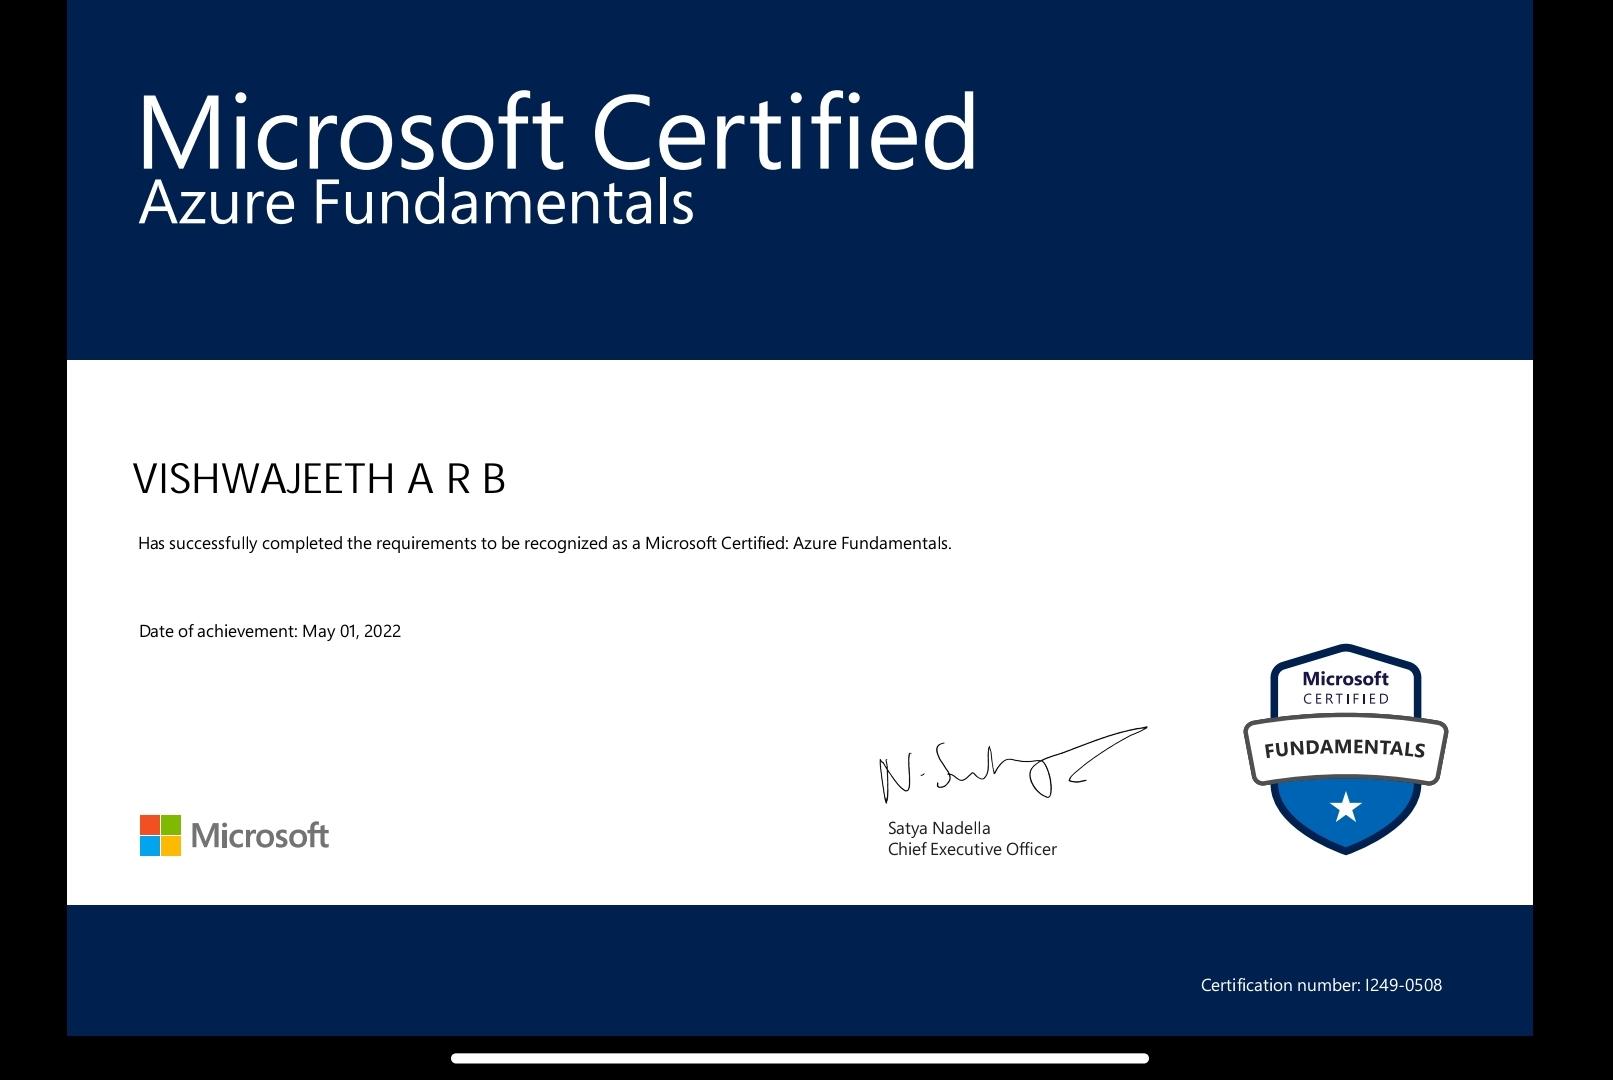 Microsoft Certified
Azure Fundamentals
VISHWAJEETH A R B
Has successfully completed the requirements to be recognized as a Microsoft Certified: Azure Fundamentals.
Date of achievement: May 01, 2022
Microsoft
CERTIFIED
FUNDAMENTALS
Microsoft
Satya Nadella
Chief Executive Officer
Certification number: I249-0508